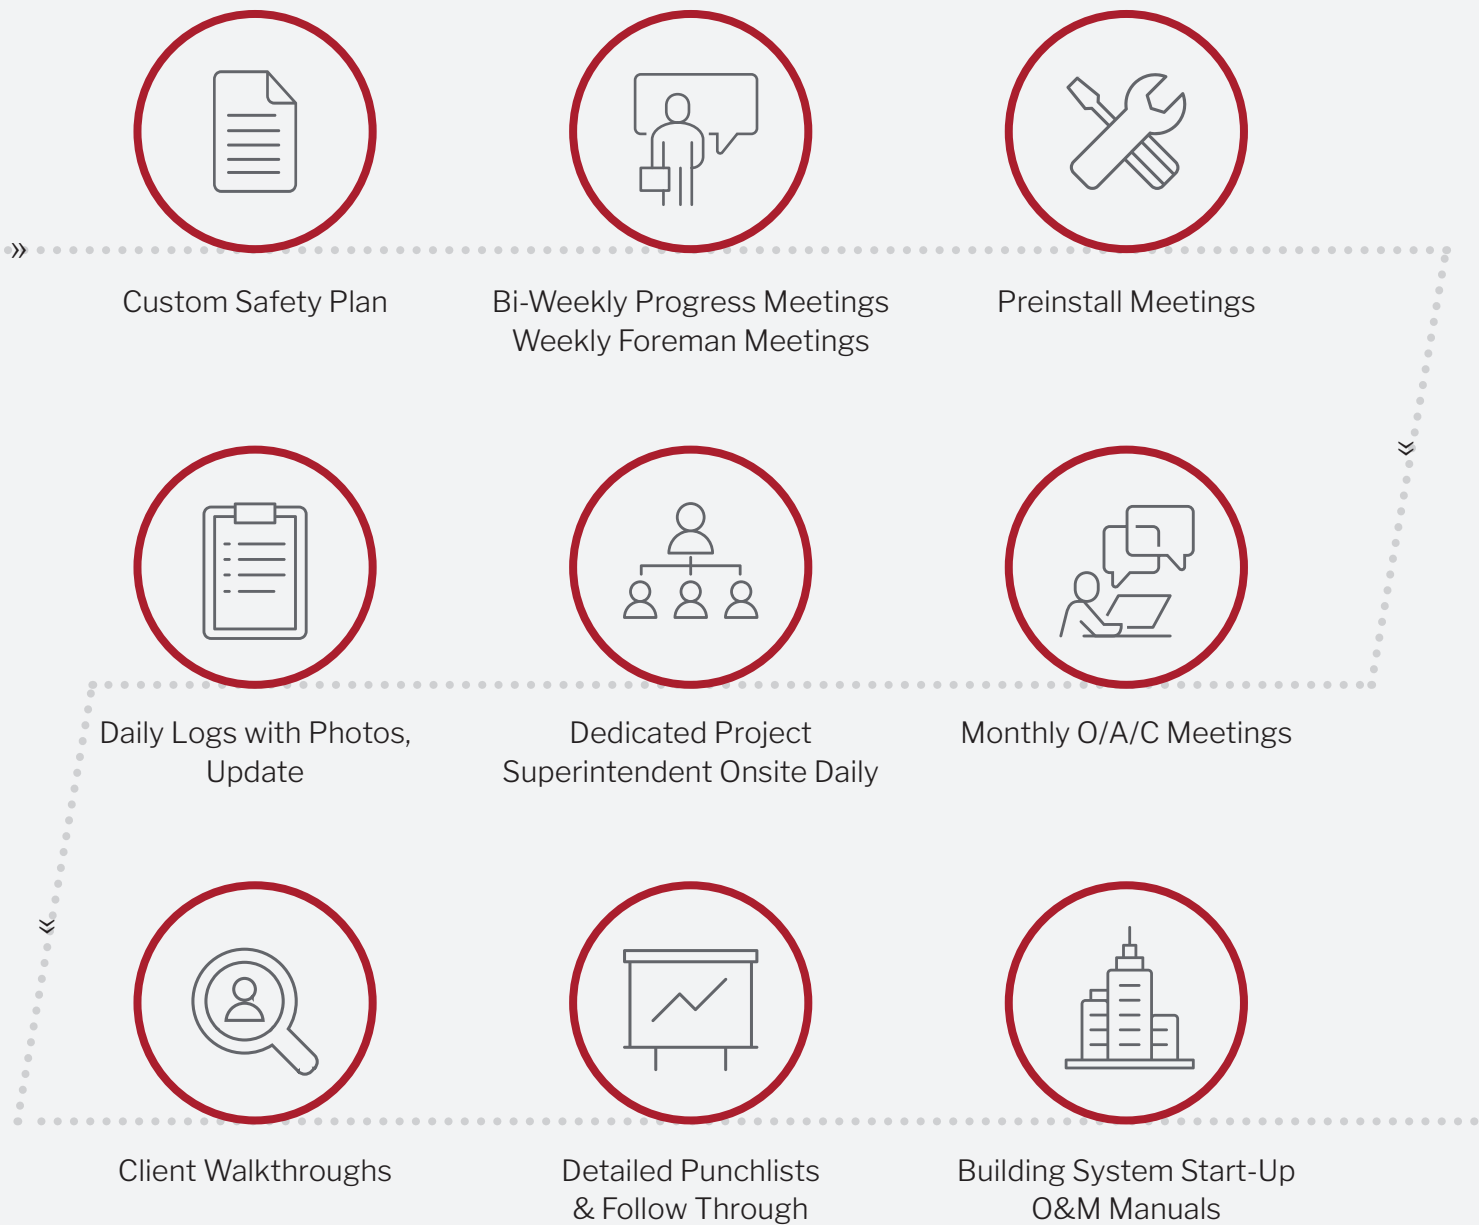 Custom Safety Plan
Bi-Weekly Progress Meetings
Weekly Foreman Meetings
Preinstall Meetings
Daily Logs with Photos,
Update
Dedicated Project
Superintendent Onsite Daily
Monthly O/A/C Meetings
Client Walkthroughs
Detailed Punchlists
& Follow Through
Building System Start-Up
O&M Manuals